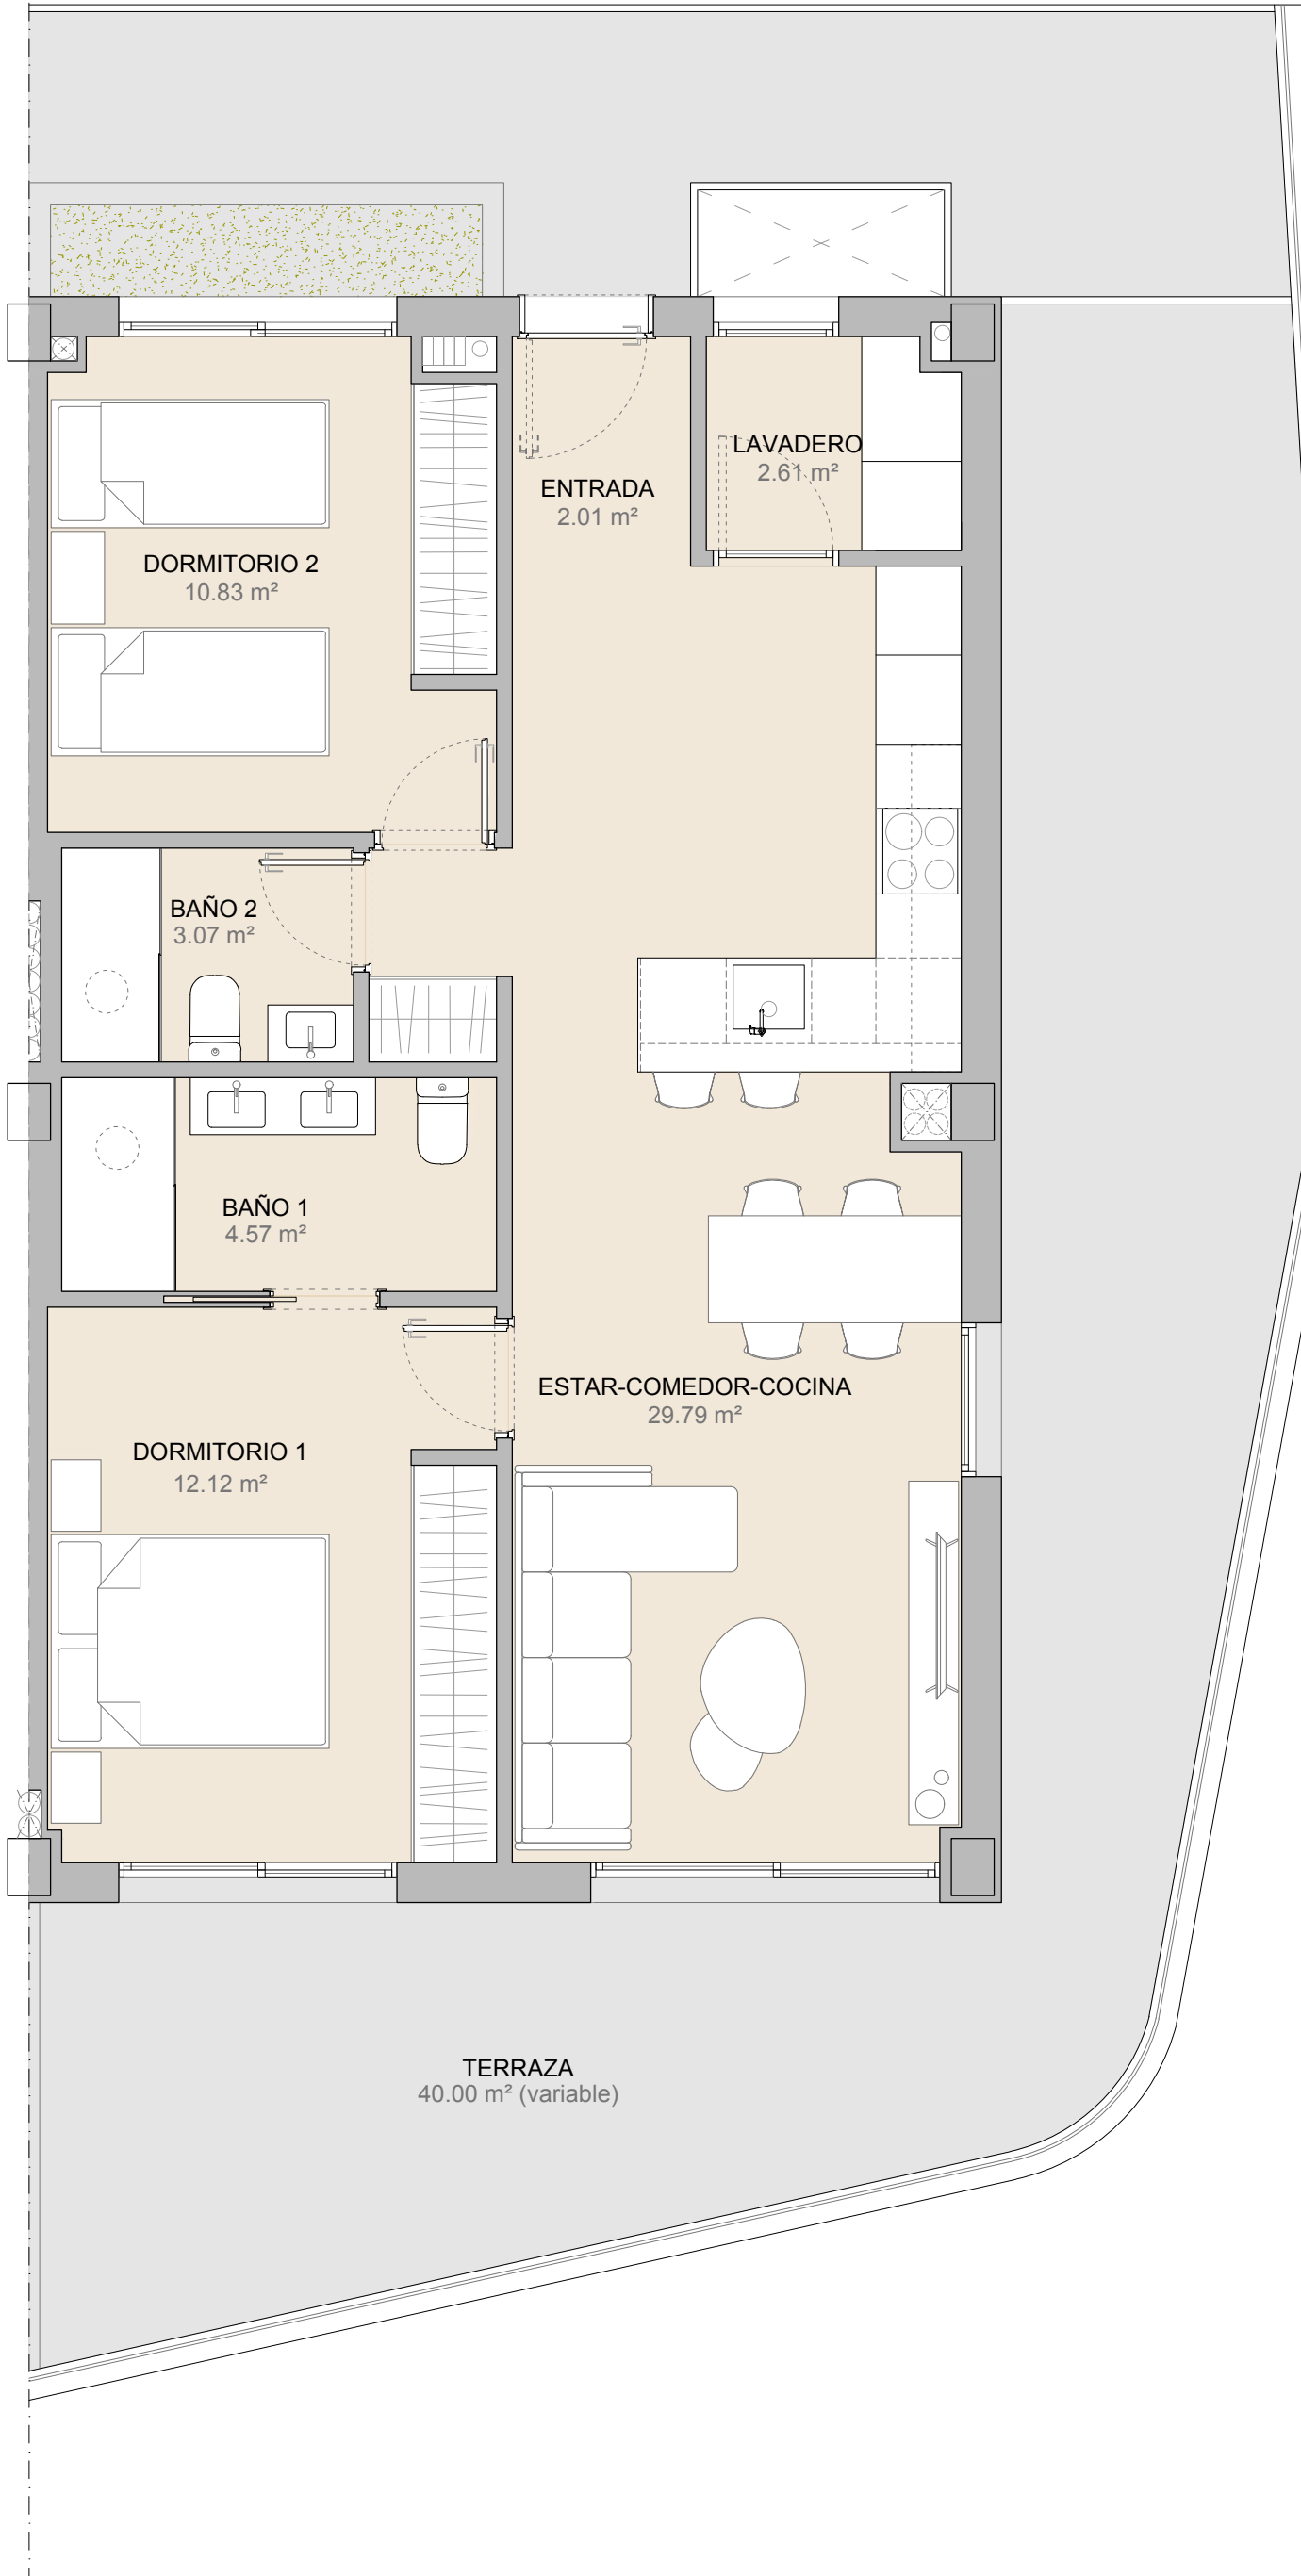 LAVADERO
2.61 m²
ENTRADA
2.01 m²
DORMITORIO 2
10.83 m²
BAÑO 2
3.07 m²
BAÑO 1
4.57 m²
ESTAR-COMEDOR-COCINA
29.79 m²
DORMITORIO 1
12.12 m²
TERRAZA
40.00 m² (variable)